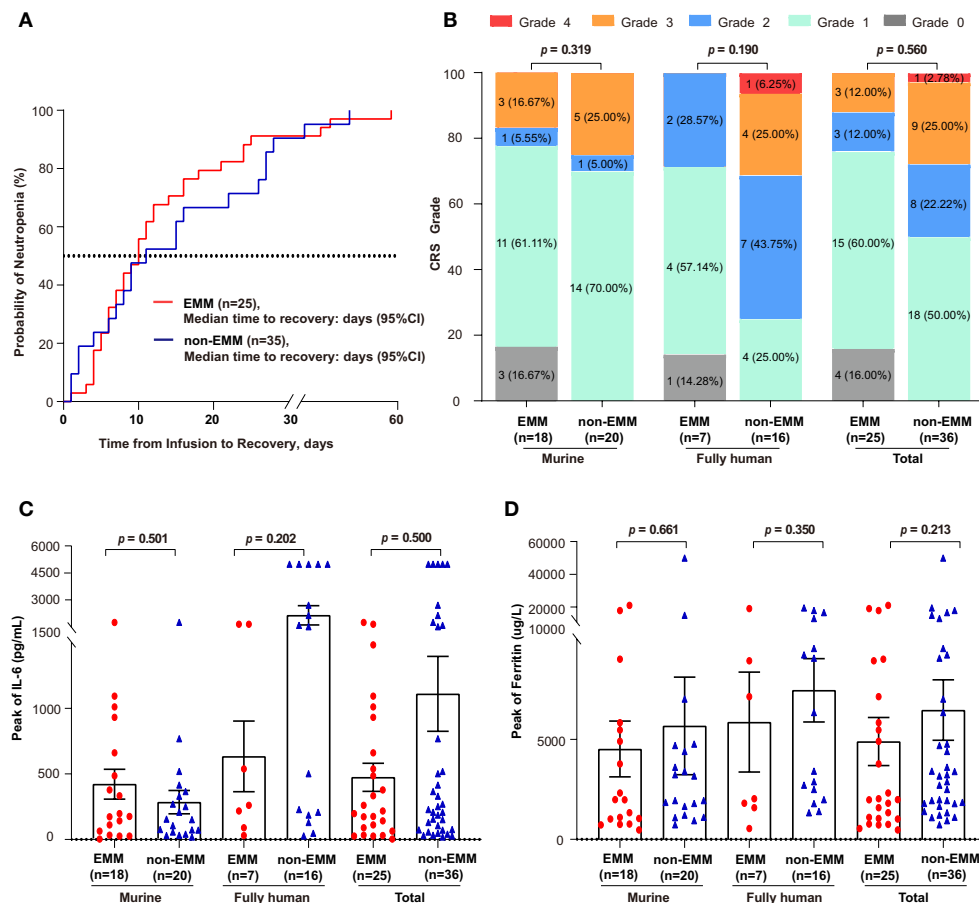 A
Probability of Neutropenia (%)
100
80
60
40
20
0
EMM (n=25),
Median time to recovery: days (95%CI)
non-EMM (n=35),
Median time to recovery: days (95%CI)
0 10 20 30 60
Time from Infusion to Recovery, days
B
Grade 4 Grade 3 Grade 2 Grade 1 Grade 0
p = 0.319 p = 0.190 p = 0.560
CRS Grade
100
80
60
40
20
0
3 (16.67%)
1 (5.55%)
11 (61.11%)
3 (16.67%)
5 (25.00%)
1 (5.00%)
14 (70.00%)
2 (28.57%)
4 (57.14%)
1 (14.28%)
1 (6.25%)
4 (25.00%)
7 (43.75%)
4 (25.00%)
3 (12.00%)
3 (12.00%)
15 (60.00%)
4 (16.00%)
1 (2.78%)
9 (25.00%)
8 (22.22%)
18 (50.00%)
EMM non-EMM EMM non-EMM EMM non-EMM
(n=18) (n=20) (n=7) (n=16) (n=25) (n=36)
Murine Fully human Total
C
p = 0.501 p = 0.202 p = 0.500
Peak of IL-6 (pg/mL)
6000
4500
3000
1500
1000
500
0
EMM non-EMM EMM non-EMM EMM non-EMM
(n=18) (n=20) (n=7) (n=16) (n=25) (n=36)
Murine Fully human Total
D
p = 0.661 p = 0.350 p = 0.213
Peak of Ferritin (ug/L)
60000
40000
20000
10000
5000
0
EMM non-EMM EMM non-EMM EMM non-EMM
(n=18) (n=20) (n=7) (n=16) (n=25) (n=36)
Murine Fully human Total